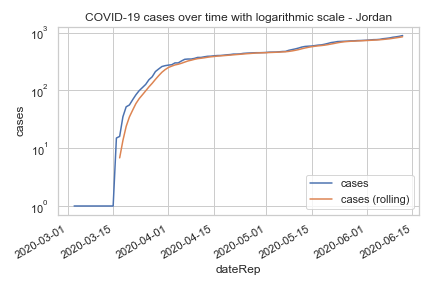 COVID-19 cases over time with logarithmic scale - Jordan
10³
10²
10¹
10⁰
cases
cases
cases (rolling)
2020-03-01
2020-03-15
2020-04-01
2020-04-15
2020-05-01
2020-05-15
2020-06-01
2020-06-15
dateRep